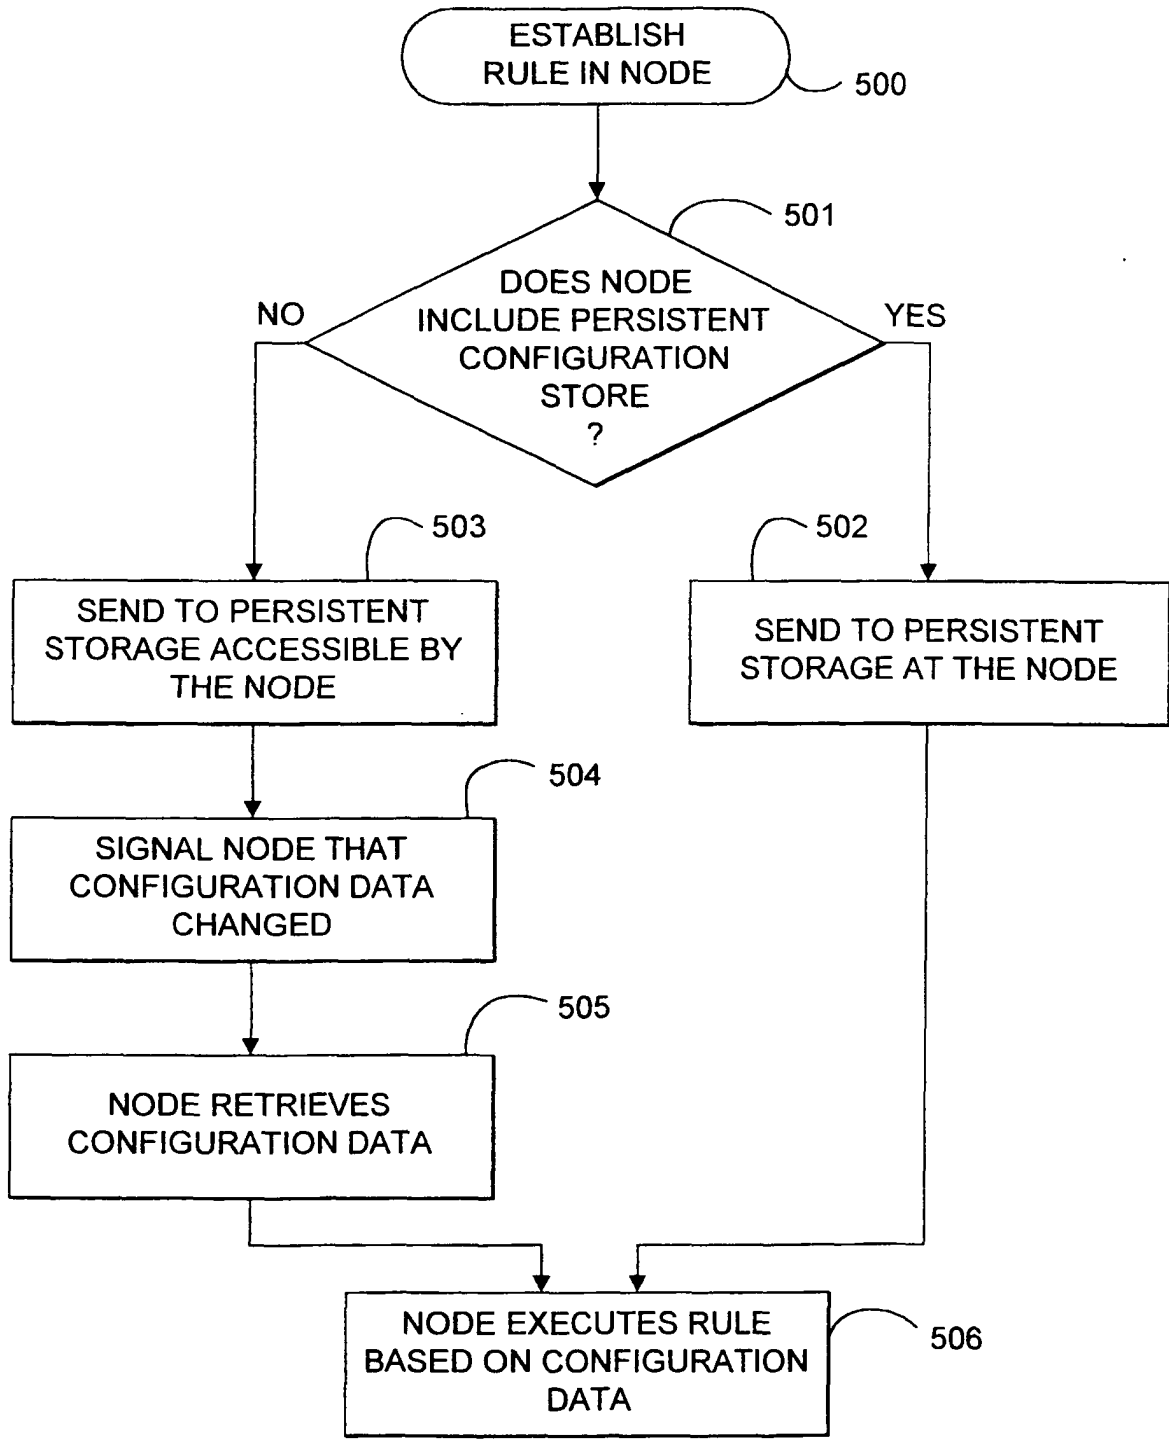 ESTABLISH
RULE IN NODE
500
501
DOES NODE
INCLUDE PERSISTENT
CONFIGURATION
STORE
?
NO
YES
503
502
SEND TO PERSISTENT
STORAGE ACCESSIBLE BY
THE NODE
SEND TO PERSISTENT
STORAGE AT THE NODE
504
SIGNAL NODE THAT
CONFIGURATION DATA
CHANGED
505
NODE RETRIEVES
CONFIGURATION DATA
NODE EXECUTES RULE
BASED ON CONFIGURATION
DATA
506